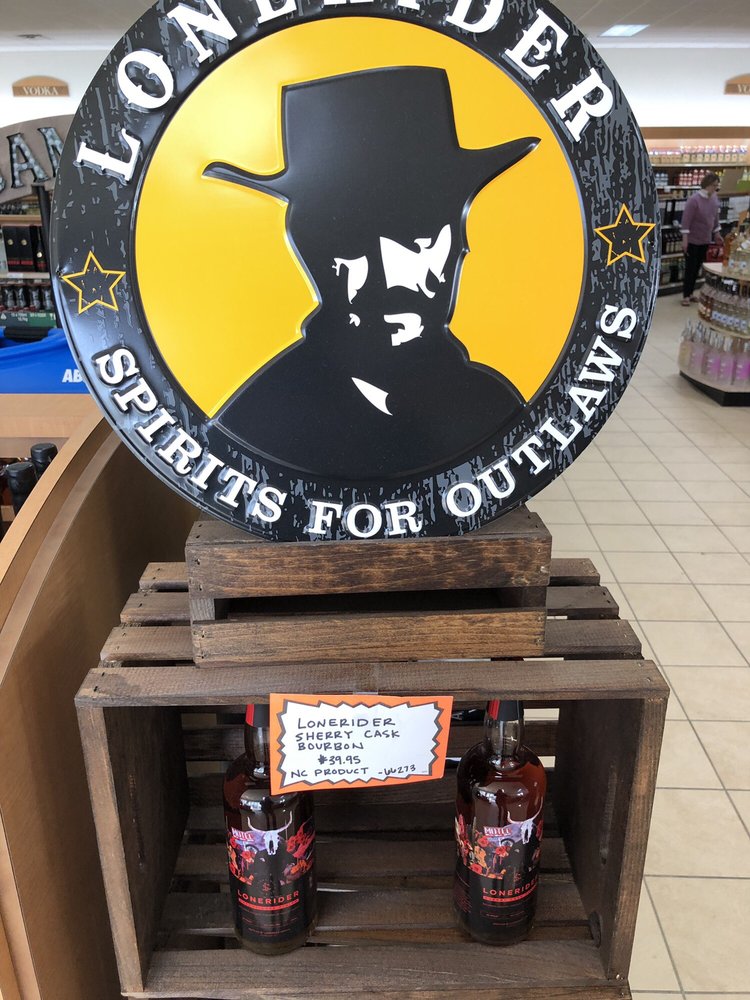 LONERIDER
VODKA
SPIRITS FOR OUTLAWS
LONERIDER
SHERRY CASK
BOURBON
$39.95
NC PRODUCT -66273
LONERIDER
LONERIDER